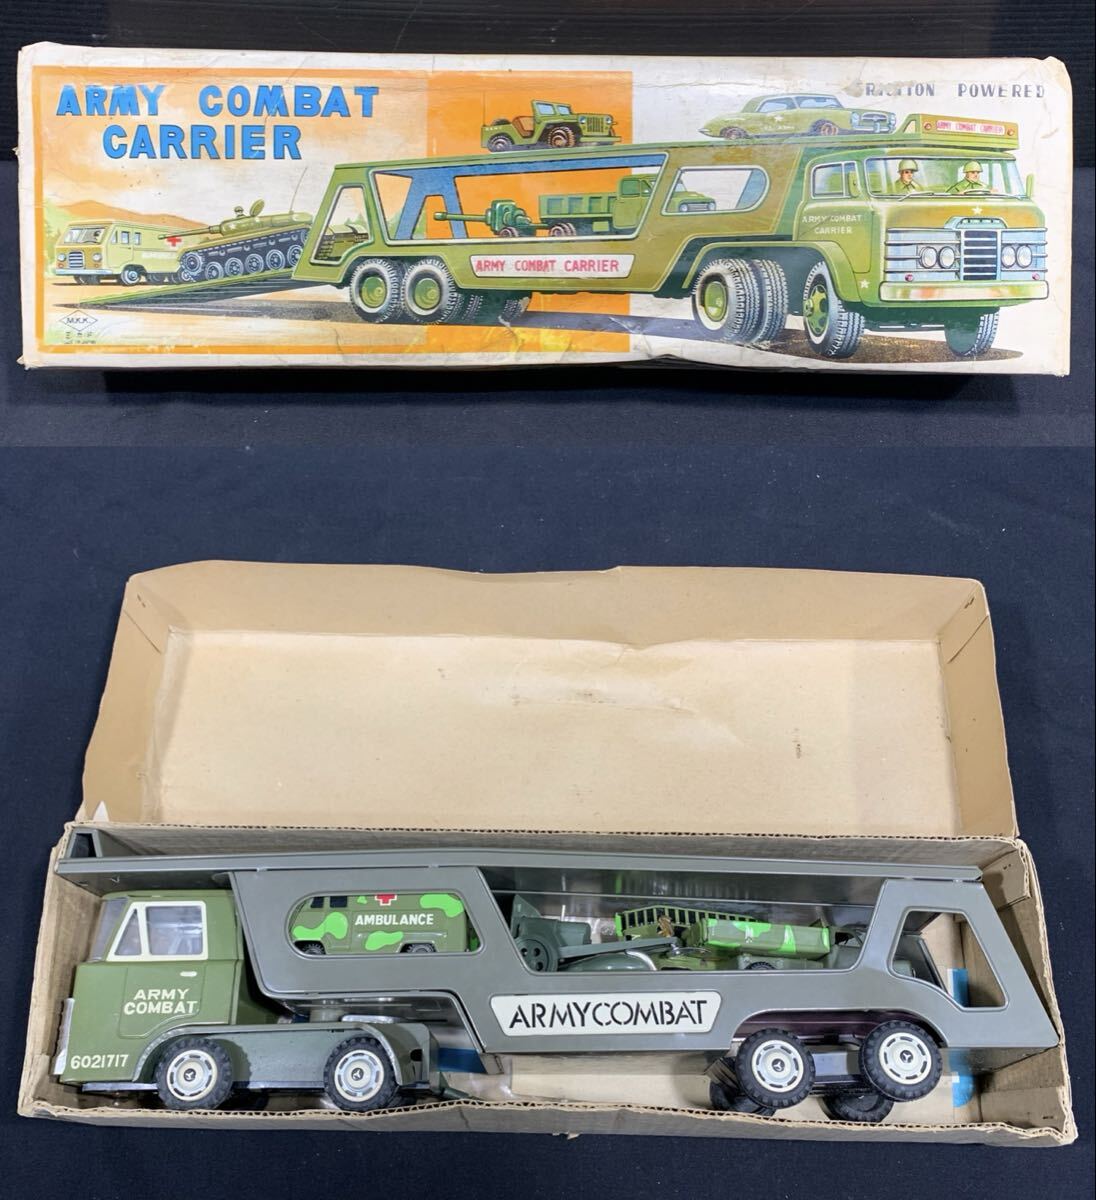 ARMY COMBAT
CARRIER
FRICTION POWERED
ARMY COMBAT CARRIER
ARMY COMBAT
CARRIER
ARMY COMBAT CARRIER
M.K.K.
AMBULANCE
ARMY
COMBAT
6021717
ARMYCOMBAT